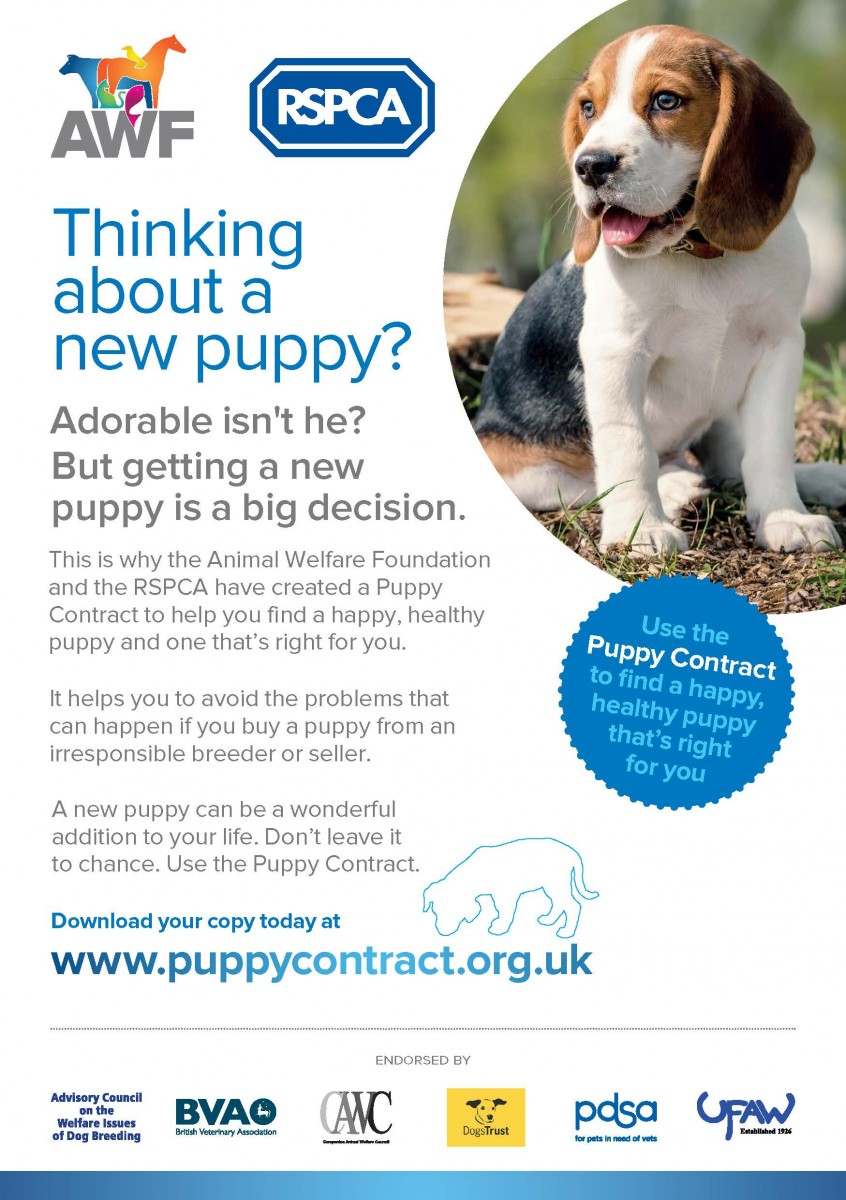 AWF
RSPCA
Thinking
about a
new puppy?
Adorable isn't he?
But getting a new
puppy is a big decision.
This is why the Animal Welfare Foundation
and the RSPCA have created a Puppy
Contract to help you find a happy, healthy
puppy and one that’s right for you.
It helps you to avoid the problems that
can happen if you buy a puppy from an
irresponsible breeder or seller.
A new puppy can be a wonderful
addition to your life. Don’t leave it
to chance. Use the Puppy Contract.
Use the
Puppy Contract
to find a happy,
healthy puppy
that’s right
for you
Download your copy today at
www.puppycontract.org.uk
ENDORSED BY
Advisory Council
on the
Welfare Issues
of Dog Breeding
BVA
British Veterinary Association
CAWC
Companion Animal Welfare Council
DogsTrust
pdsa
for pets in need of vets
UFAW
Established 1926